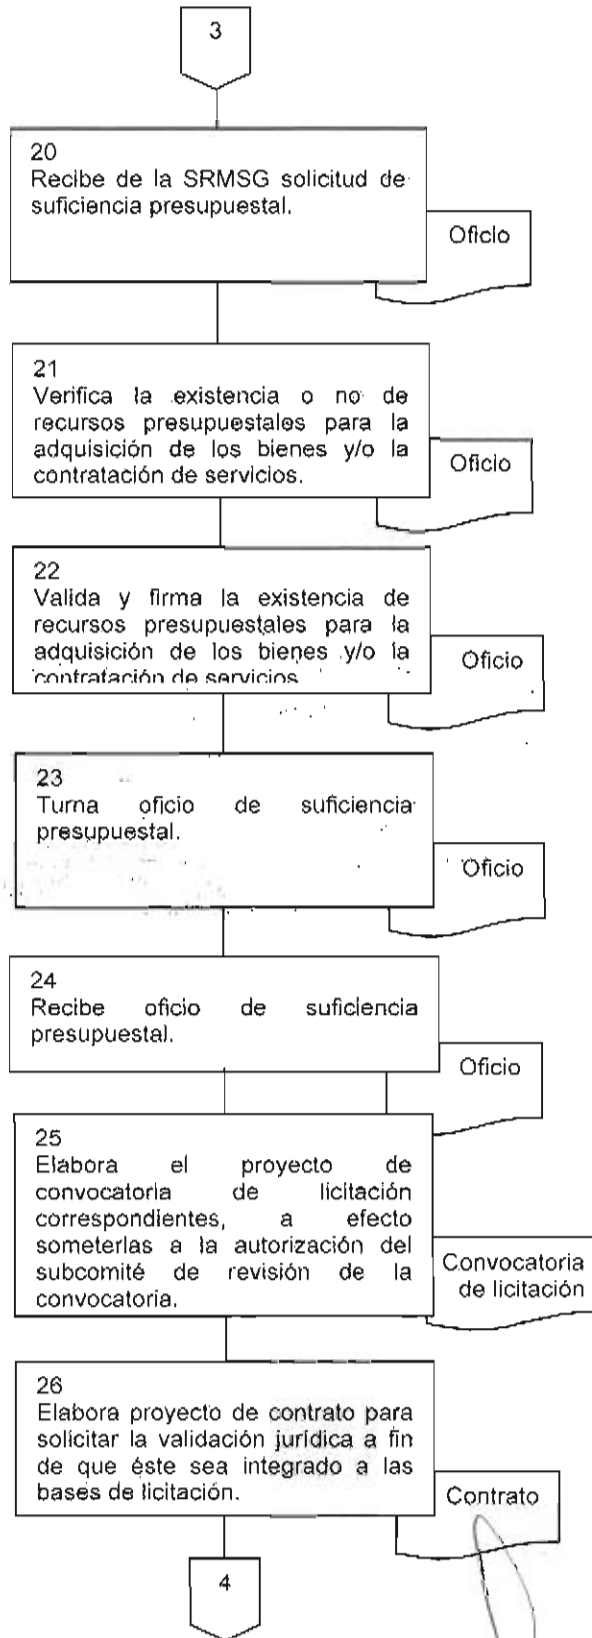 3
20
Recibe de la SRMSG solicitud de
suficiencia presupuestal.
Oficio
21
Verifica la existencia o no de
recursos presupuestales para la
adquisición de los bienes y/o la
contratación de servicios.
Oficio
22
Valida y firma la existencia de
recursos presupuestales para la
adquisición de los bienes y/o la
contratación de servicios
Oficio
23
Turna oficio de suficiencia
presupuestal.
Oficio
24
Recibe oficio de suficiencia
presupuestal.
Oficio
25
Elabora el proyecto de
convocatoria de licitación
correspondientes, a efecto
someterlas a la autorización del
subcomité de revisión de la
convocatoria.
Convocatoria
de licitación
26
Elabora proyecto de contrato para
solicitar la validación jurídica a fin
de que éste sea integrado a las
bases de licitación.
Contrato
4